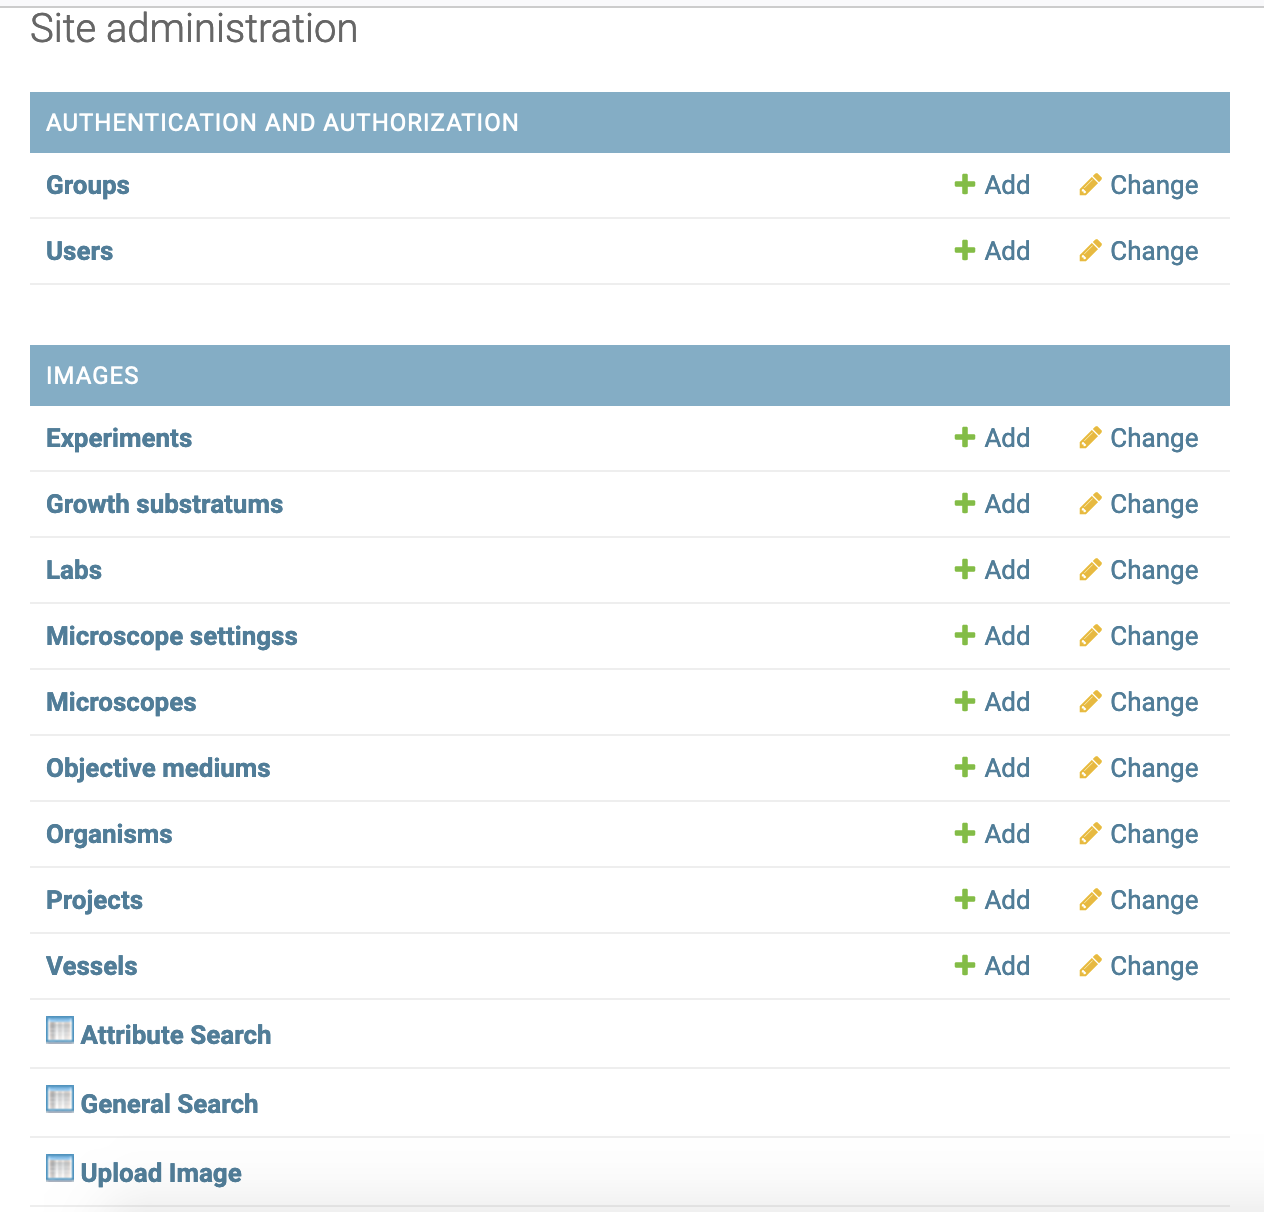 Site administration
AUTHENTICATION AND AUTHORIZATION
Groups Add Change
Users Add Change
IMAGES
Experiments Add Change
Growth substratums Add Change
Labs Add Change
Microscope settingss Add Change
Microscopes Add Change
Objective mediums Add Change
Organisms Add Change
Projects Add Change
Vessels Add Change
Attribute Search
General Search
Upload Image